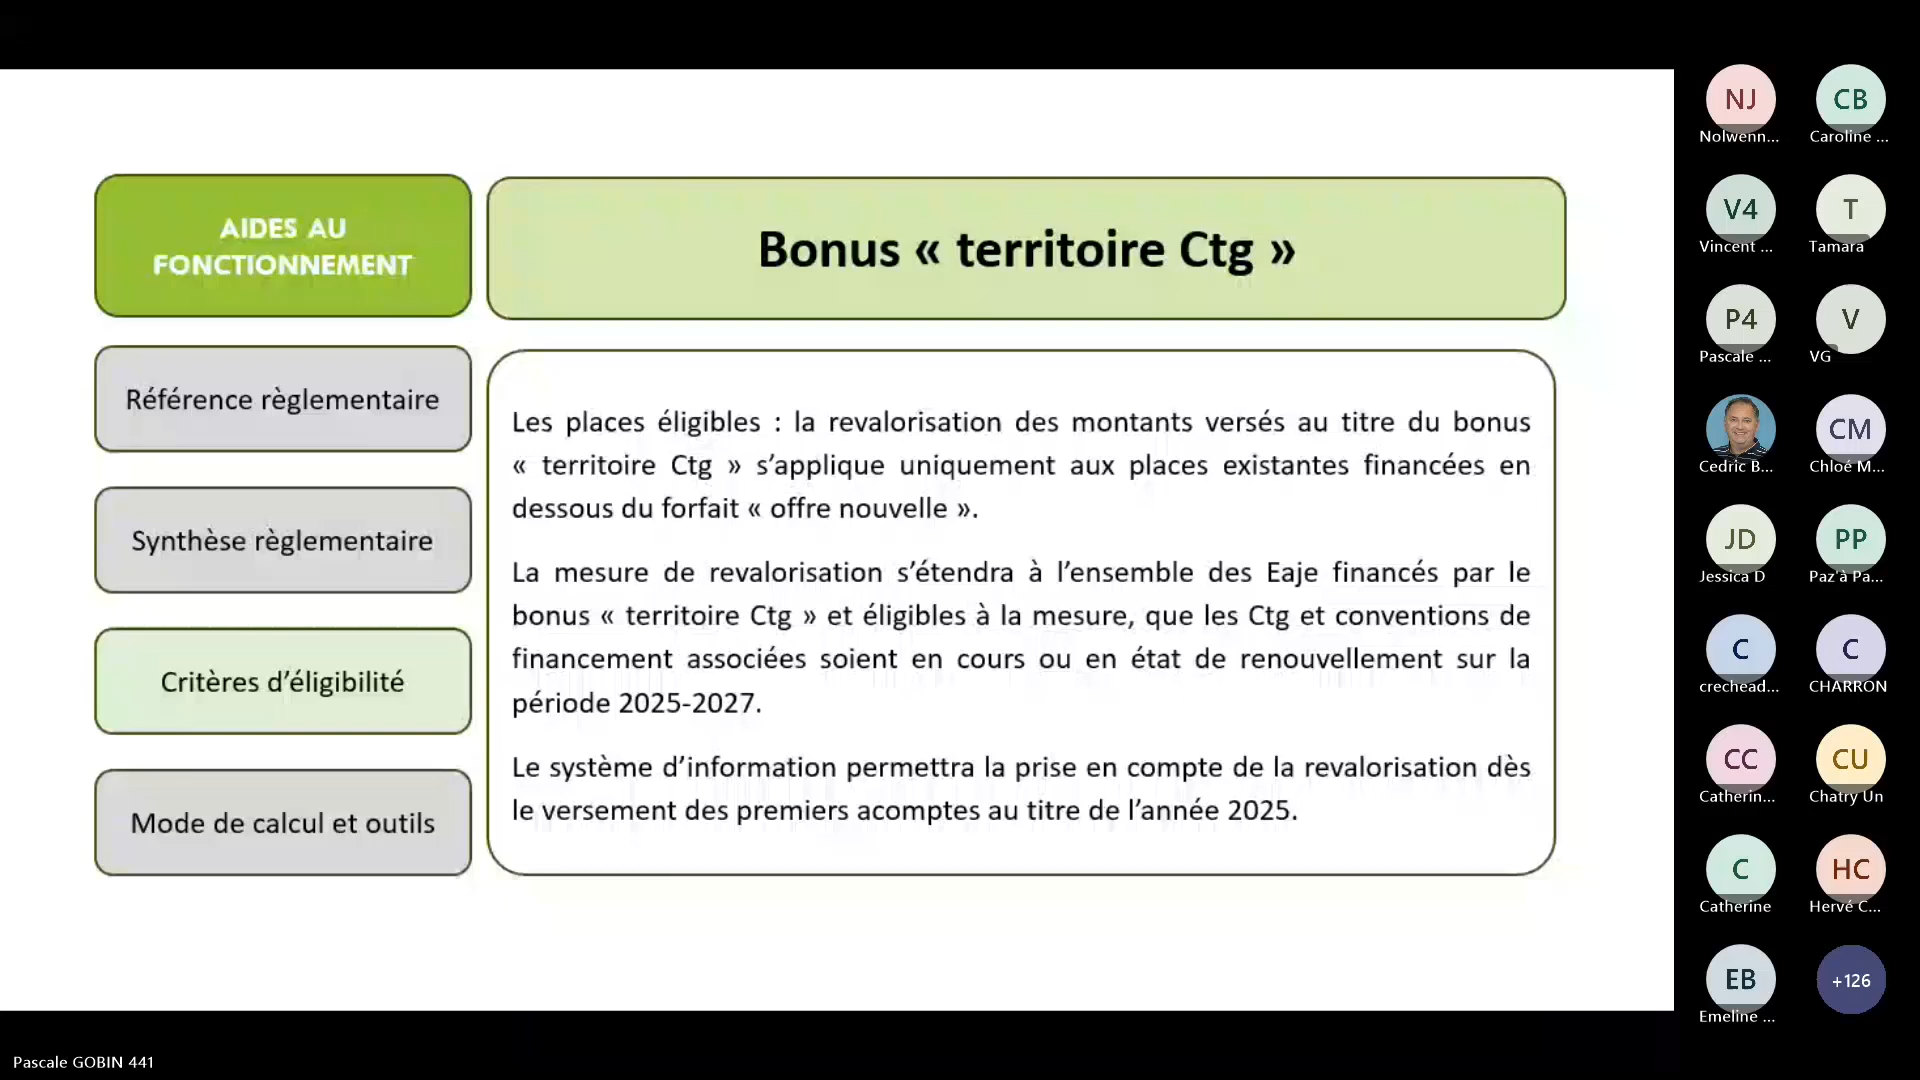 AIDES AU
FONCTIONNEMENT
Bonus « territoire Ctg »
Référence règlementaire
Synthèse règlementaire
Critères d’éligibilité
Mode de calcul et outils
Les places éligibles : la revalorisation des montants versés au titre du bonus
« territoire Ctg » s’applique uniquement aux places existantes financées en
dessous du forfait « offre nouvelle ».
La mesure de revalorisation s’étendra à l’ensemble des Eaje financés par le
bonus « territoire Ctg » et éligibles à la mesure, que les Ctg et conventions de
financement associées soient en cours ou en état de renouvellement sur la
période 2025-2027.
Le système d’information permettra la prise en compte de la revalorisation dès
le versement des premiers acomptes au titre de l’année 2025.
NJ
Nolwenn...
CB
Caroline ...
V4
Vincent ...
T
Tamara
P4
Pascale ...
V
VG
Cedric B...
CM
Chloé M...
JD
Jessica D
PP
Paz'à Pa...
C
crechead...
C
CHARRON
CC
Catherin...
CU
Chatry Un
C
Catherine
HC
Hervé C...
EB
Emeline ...
+126
Pascale GOBIN 441